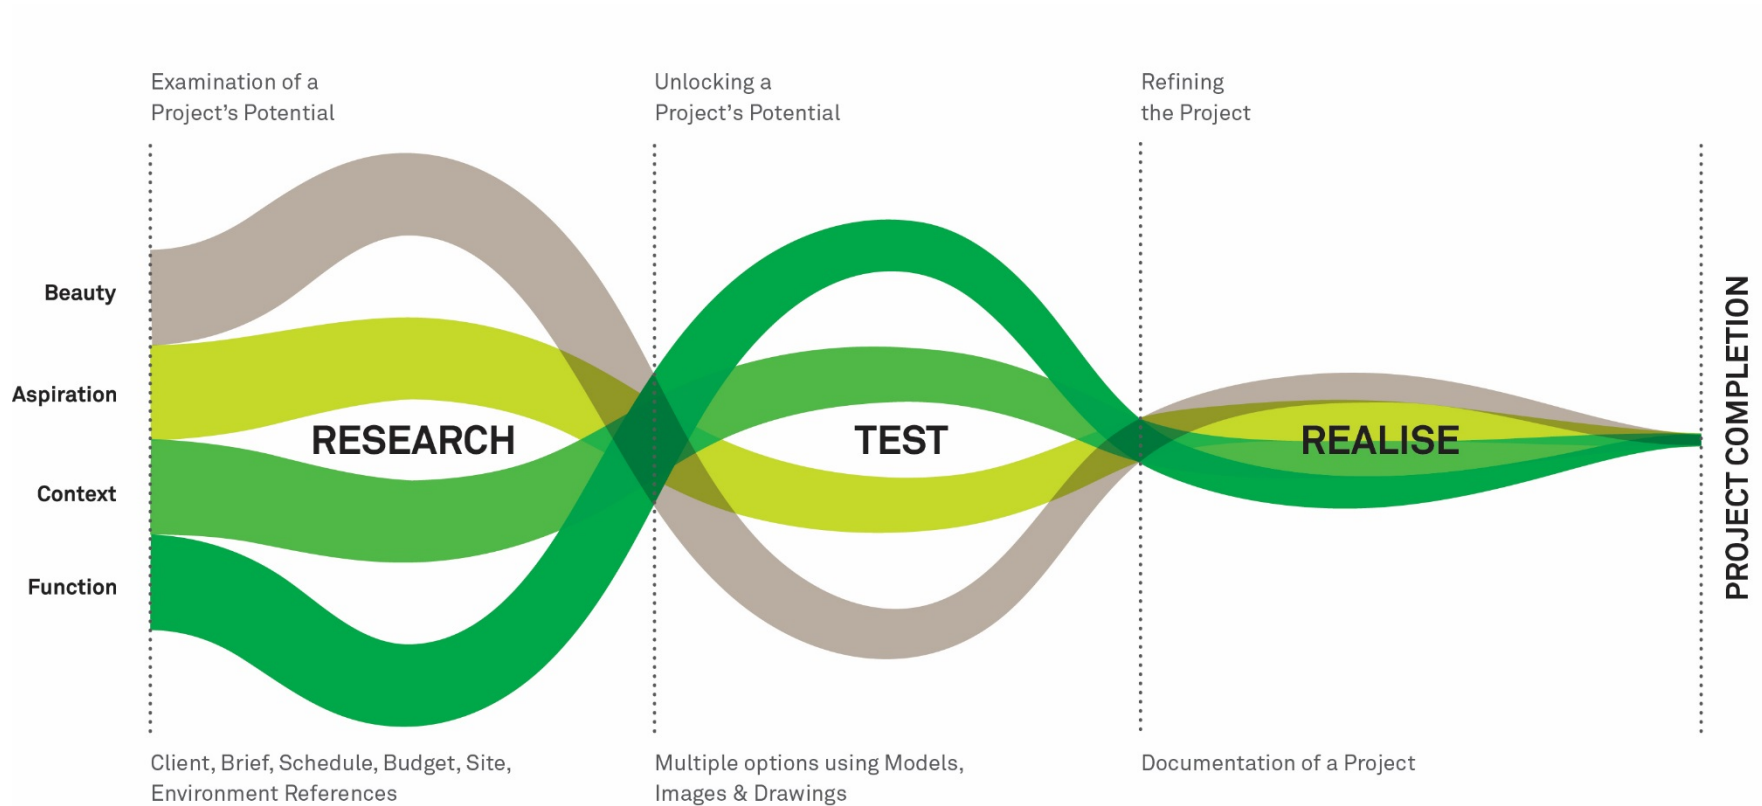 Examination of a
Project’s Potential
Unlocking a
Project’s Potential
Refining
the Project
Beauty
Aspiration
Context
Function
RESEARCH
TEST
REALISE
PROJECT COMPLETION
Client, Brief, Schedule, Budget, Site,
Environment References
Multiple options using Models,
Images & Drawings
Documentation of a Project